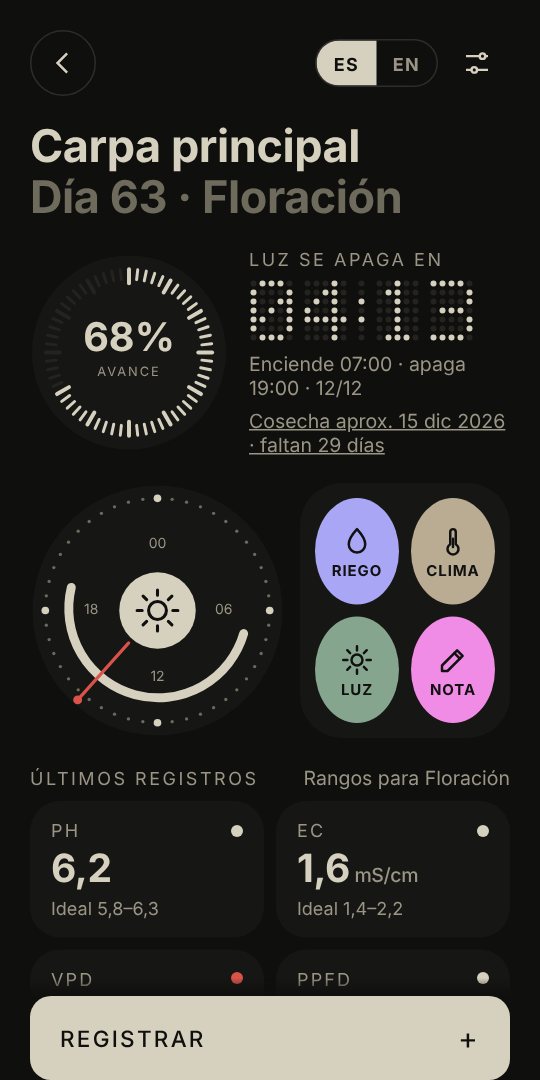 ES EN
Carpa principal
Día 63 · Floración
LUZ SE APAGA EN
04:13
Enciende 07:00 · apaga
19:00 · 12/12
Cosecha aprox. 15 dic 2026
· faltan 29 días
68%
AVANCE
00
18 06
12
RIEGO CLIMA
LUZ NOTA
ÚLTIMOS REGISTROS Rangos para Floración
PH
6,2
Ideal 5,8–6,3
EC
1,6 mS/cm
Ideal 1,4–2,2
VPD PPFD
REGISTRAR +